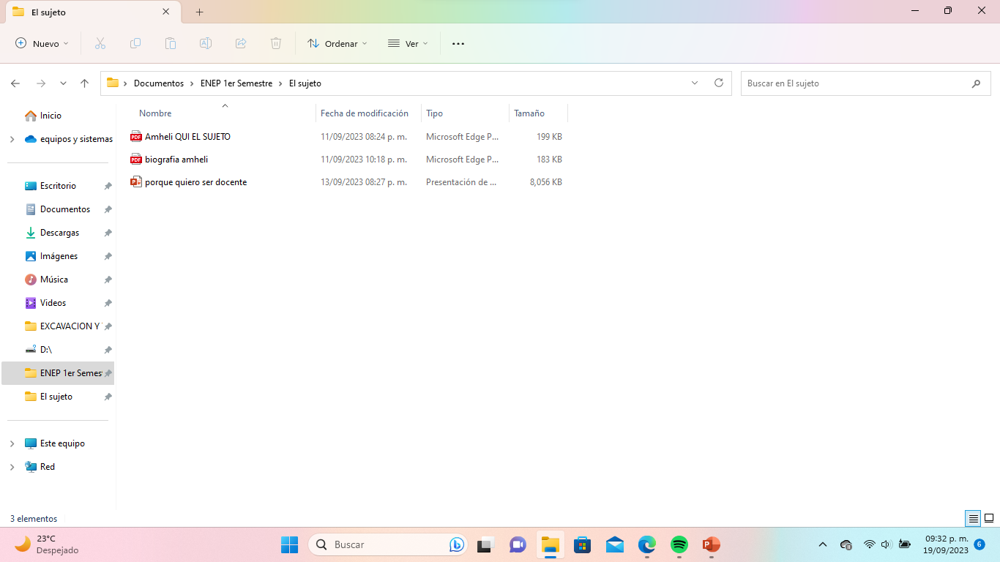 El sujeto
Nuevo
Ordenar
Ver
Documentos
ENEP 1er Semestre
El sujeto
Buscar en El sujeto
Nombre
Fecha de modificación
Tipo
Tamaño
Amheli QUI EL SUJETO
11/09/2023 08:24 p. m.
Microsoft Edge P...
199 KB
biografia amheli
11/09/2023 10:18 p. m.
Microsoft Edge P...
183 KB
porque quiero ser docente
13/09/2023 08:27 p. m.
Presentación de ...
8,056 KB
Inicio
equipos y sistemas
Escritorio
Documentos
Descargas
Imágenes
Música
Videos
EXCAVACION Y
D:\
ENEP 1er Semes
El sujeto
Este equipo
Red
3 elementos
23°C
Despejado
Buscar
09:32 p. m.
19/09/2023
6